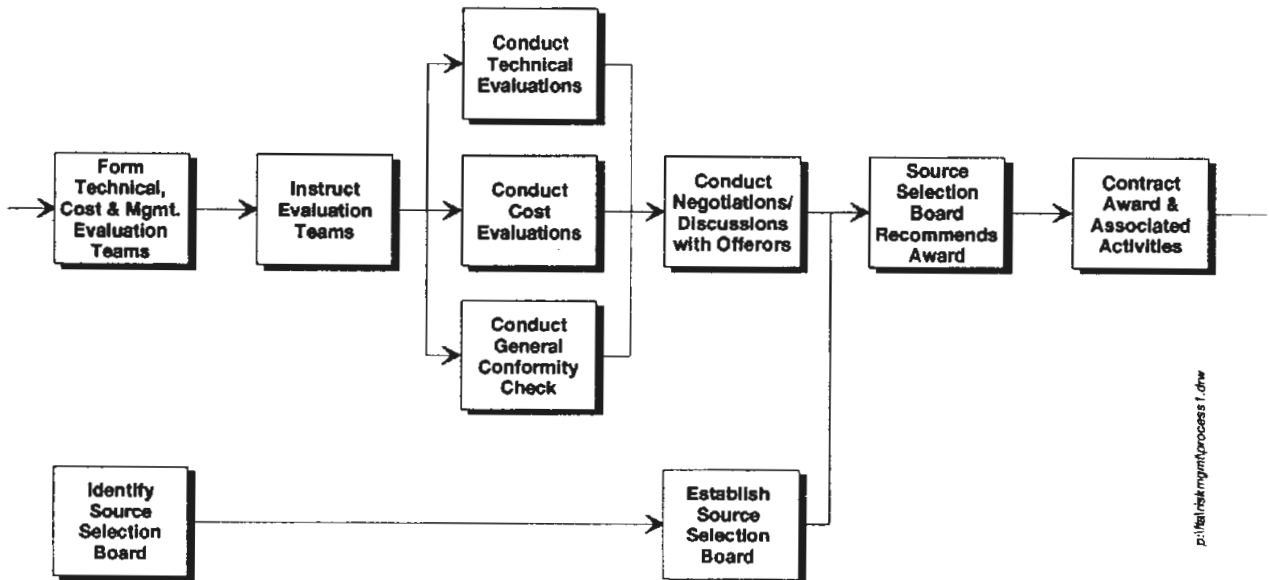 Form
Technical,
Cost & Mgmt.
Evaluation
Teams
Instruct
Evaluation
Teams
Conduct
Technical
Evaluations
Conduct
Cost
Evaluations
Conduct
General
Conformity
Check
Conduct
Negotiations/
Discussions
with Offerors
Source
Selection
Board
Recommends
Award
Contract
Award &
Associated
Activities
Identify
Source
Selection
Board
Establish
Source
Selection
Board